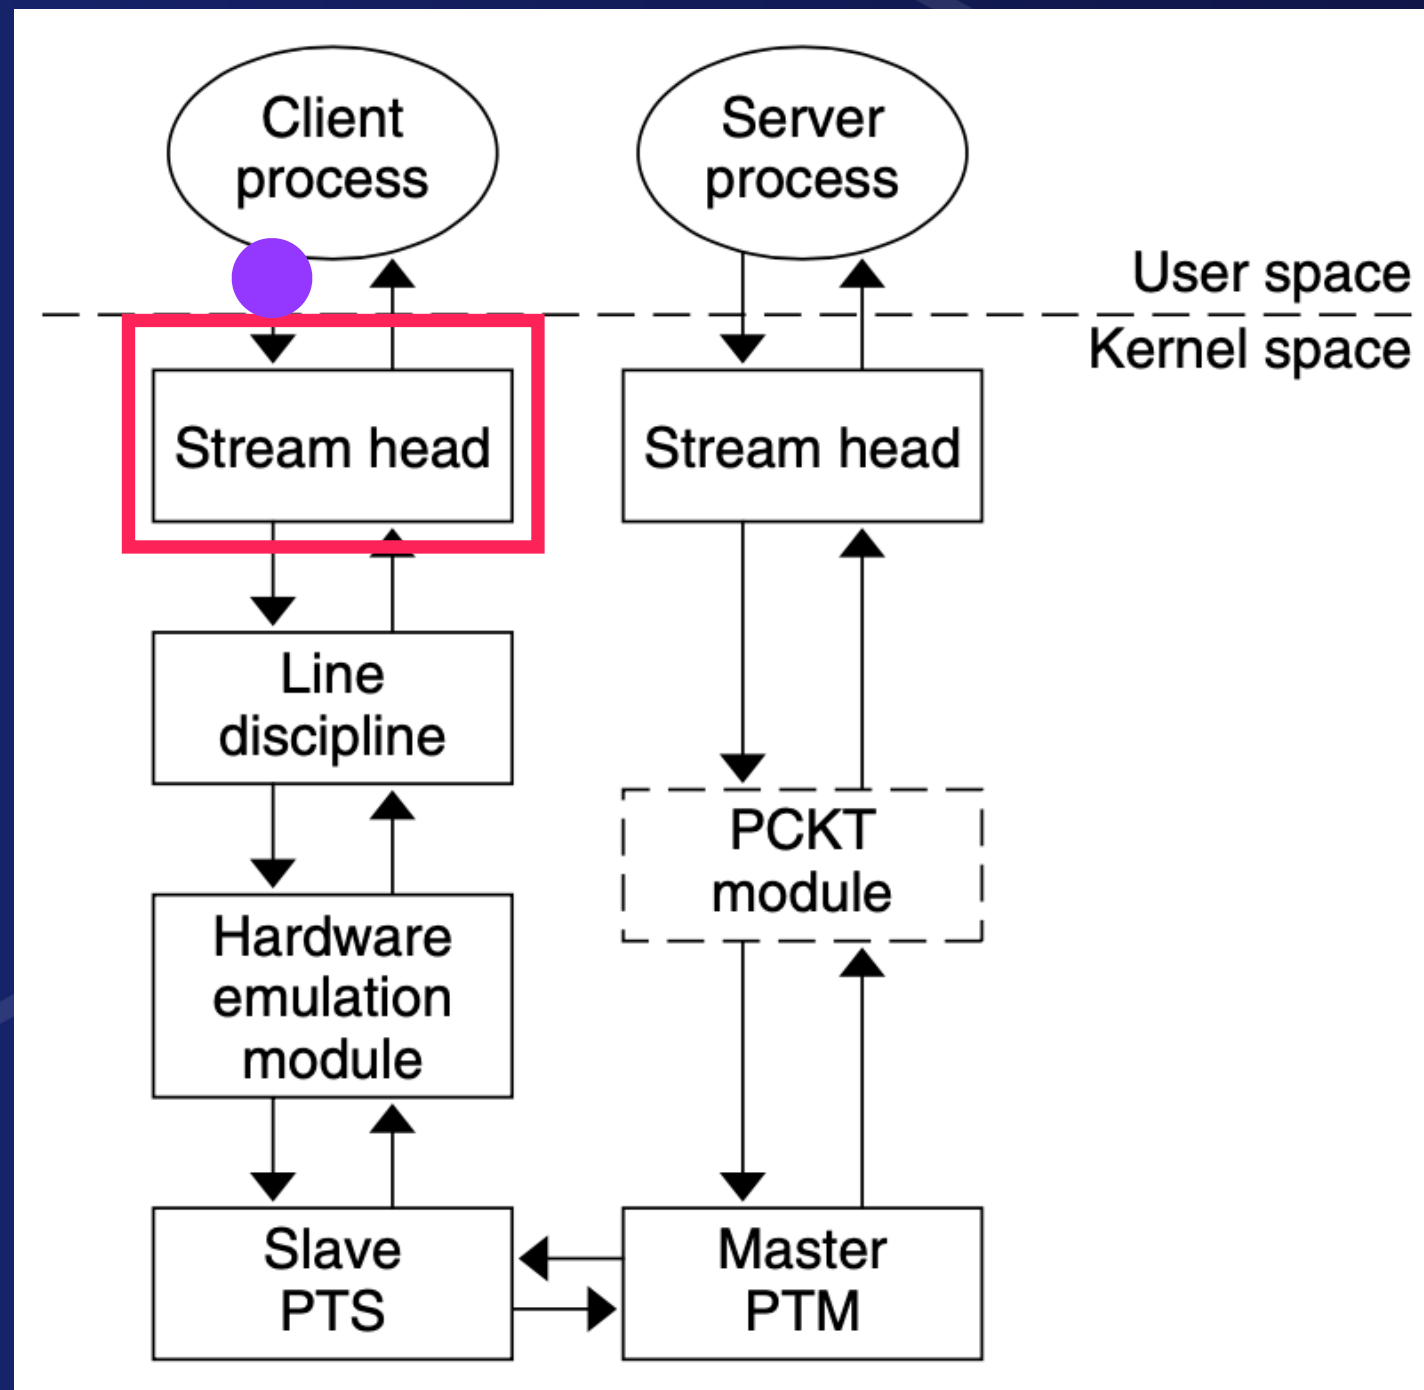 Client
process
Server
process
User space
Kernel space
Stream head
Stream head
Line
discipline
PCKT
module
Hardware
emulation
module
Slave
PTS
Master
PTM